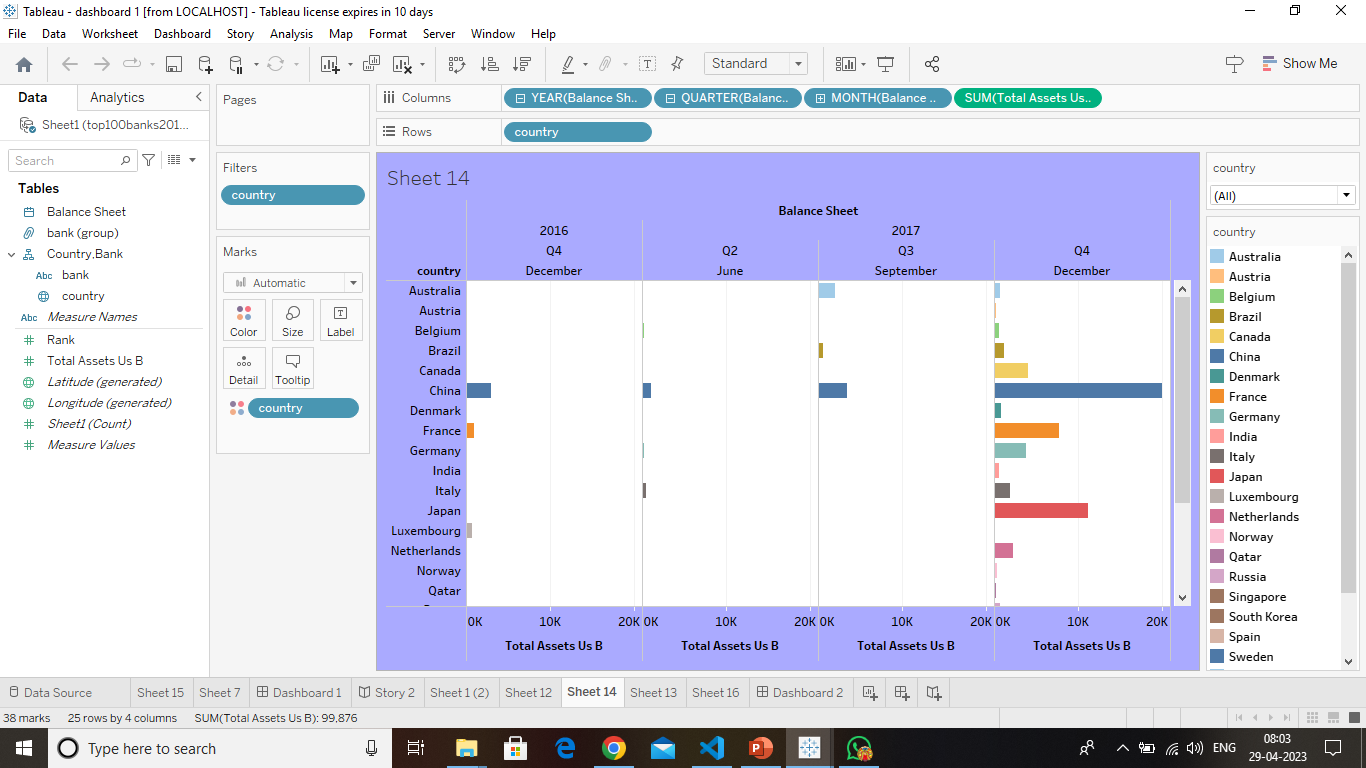 Tableau - dashboard 1 [from LOCALHOST] - Tableau license expires in 10 days
File Data Worksheet Dashboard Story Analysis Map Format Server Window Help
Standard
Show Me
Data Analytics
Sheet1 (top100banks201...
Search
Tables
Balance Sheet
bank (group)
Country,Bank
Abc bank
country
Abc Measure Names
Rank
Total Assets Us B
Latitude (generated)
Longitude (generated)
Sheet1 (Count)
Measure Values
Pages
Filters
country
Marks
Automatic
Color Size Label
Detail Tooltip
country
Columns YEAR(Balance Sh.. QUARTER(Balanc.. MONTH(Balance .. SUM(Total Assets Us..
Rows country
Sheet 14
Balance Sheet
2016 2017
Q4 Q2 Q3 Q4
country December June September December
Australia
Austria
Belgium
Brazil
Canada
China
Denmark
France
Germany
India
Italy
Japan
Luxembourg
Netherlands
Norway
Qatar
0K 10K 20K 0K 10K 20K 0K 10K 20K 0K 10K 20K
Total Assets Us B Total Assets Us B Total Assets Us B Total Assets Us B
country
(All)
country
Australia
Austria
Belgium
Brazil
Canada
China
Denmark
France
Germany
India
Italy
Japan
Luxembourg
Netherlands
Norway
Qatar
Russia
Singapore
South Korea
Spain
Sweden
Data Source Sheet 15 Sheet 7 Dashboard 1 Story 2 Sheet 1 (2) Sheet 12 Sheet 14 Sheet 13 Sheet 16 Dashboard 2
38 marks 25 rows by 4 columns SUM(Total Assets Us B): 99.876
Type here to search
ENG
08:03
29-04-2023